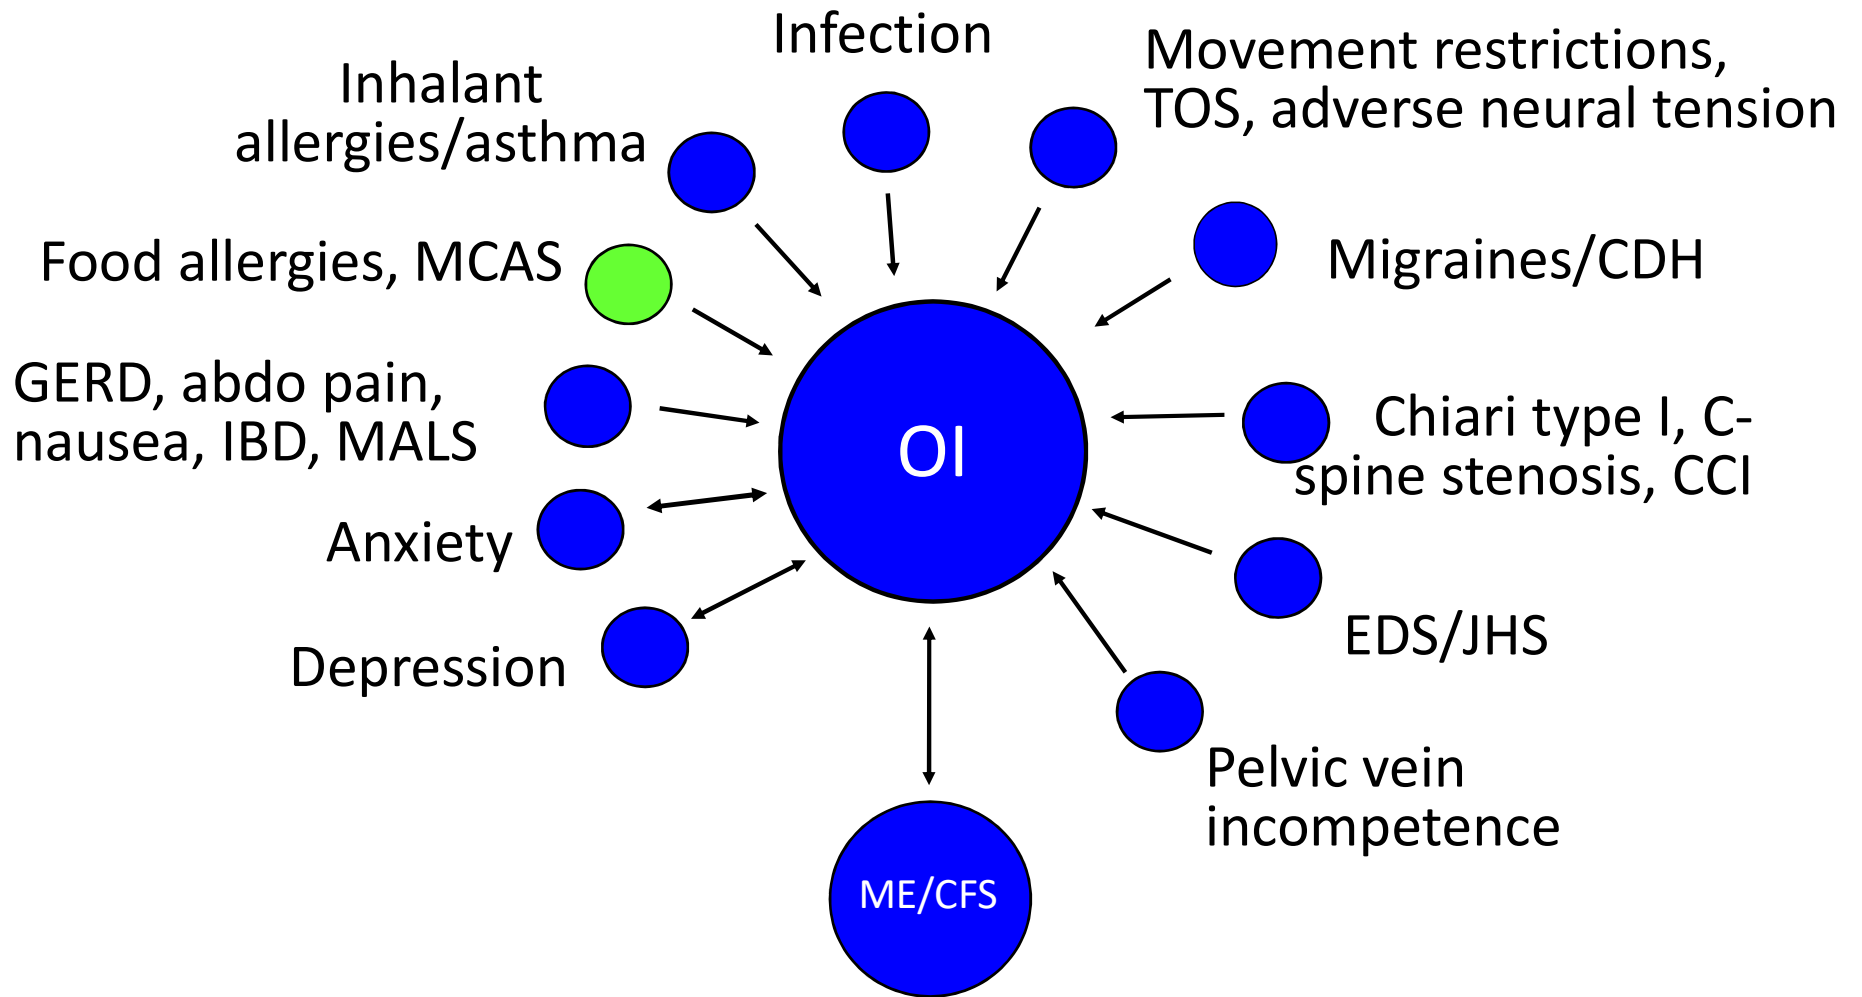 Infection
Movement restrictions,
TOS, adverse neural tension
Inhalant
allergies/asthma
Food allergies, MCAS
Migraines/CDH
GERD, abdo pain,
nausea, IBD, MALS
Chiari type I, C-
spine stenosis, CCI
OI
Anxiety
EDS/JHS
Depression
Pelvic vein
incompetence
ME/CFS